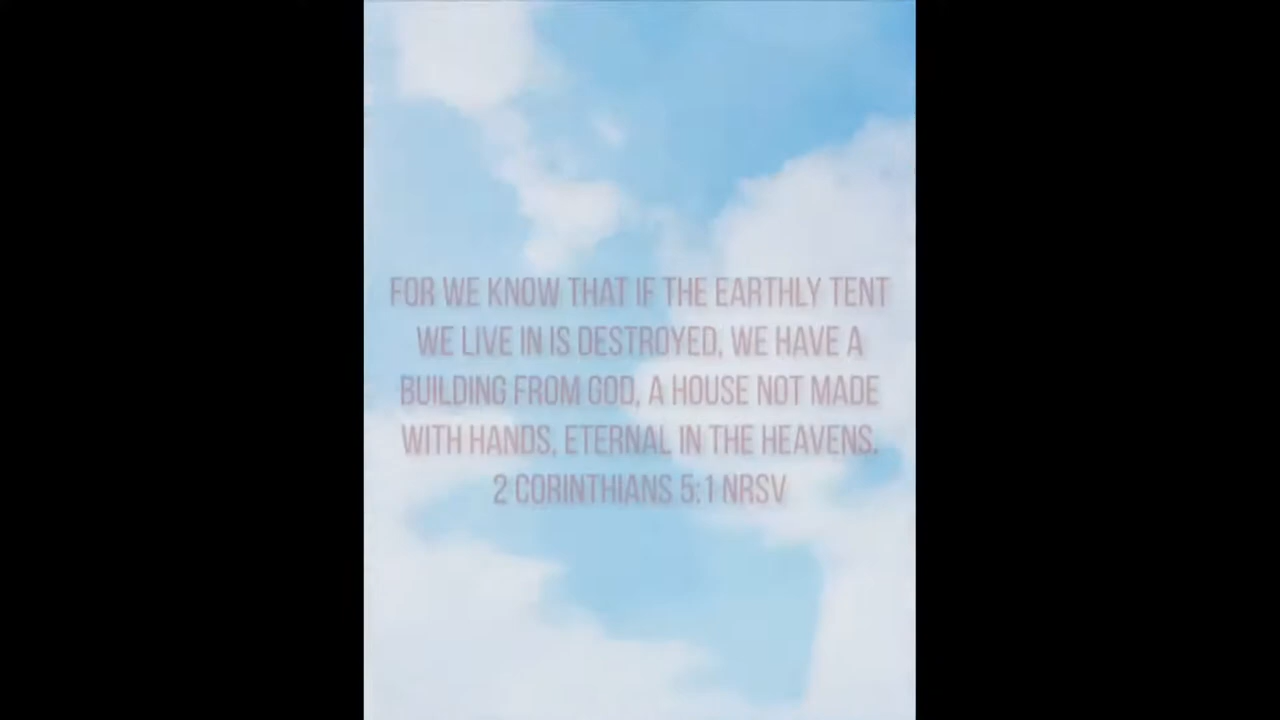 FOR WE KNOW THAT IF THE EARTHLY TENT
WE LIVE IN IS DESTROYED, WE HAVE A
BUILDING FROM GOD, A HOUSE NOT MADE
WITH HANDS, ETERNAL IN THE HEAVENS.
2 CORINTHIANS 5:1 NRSV